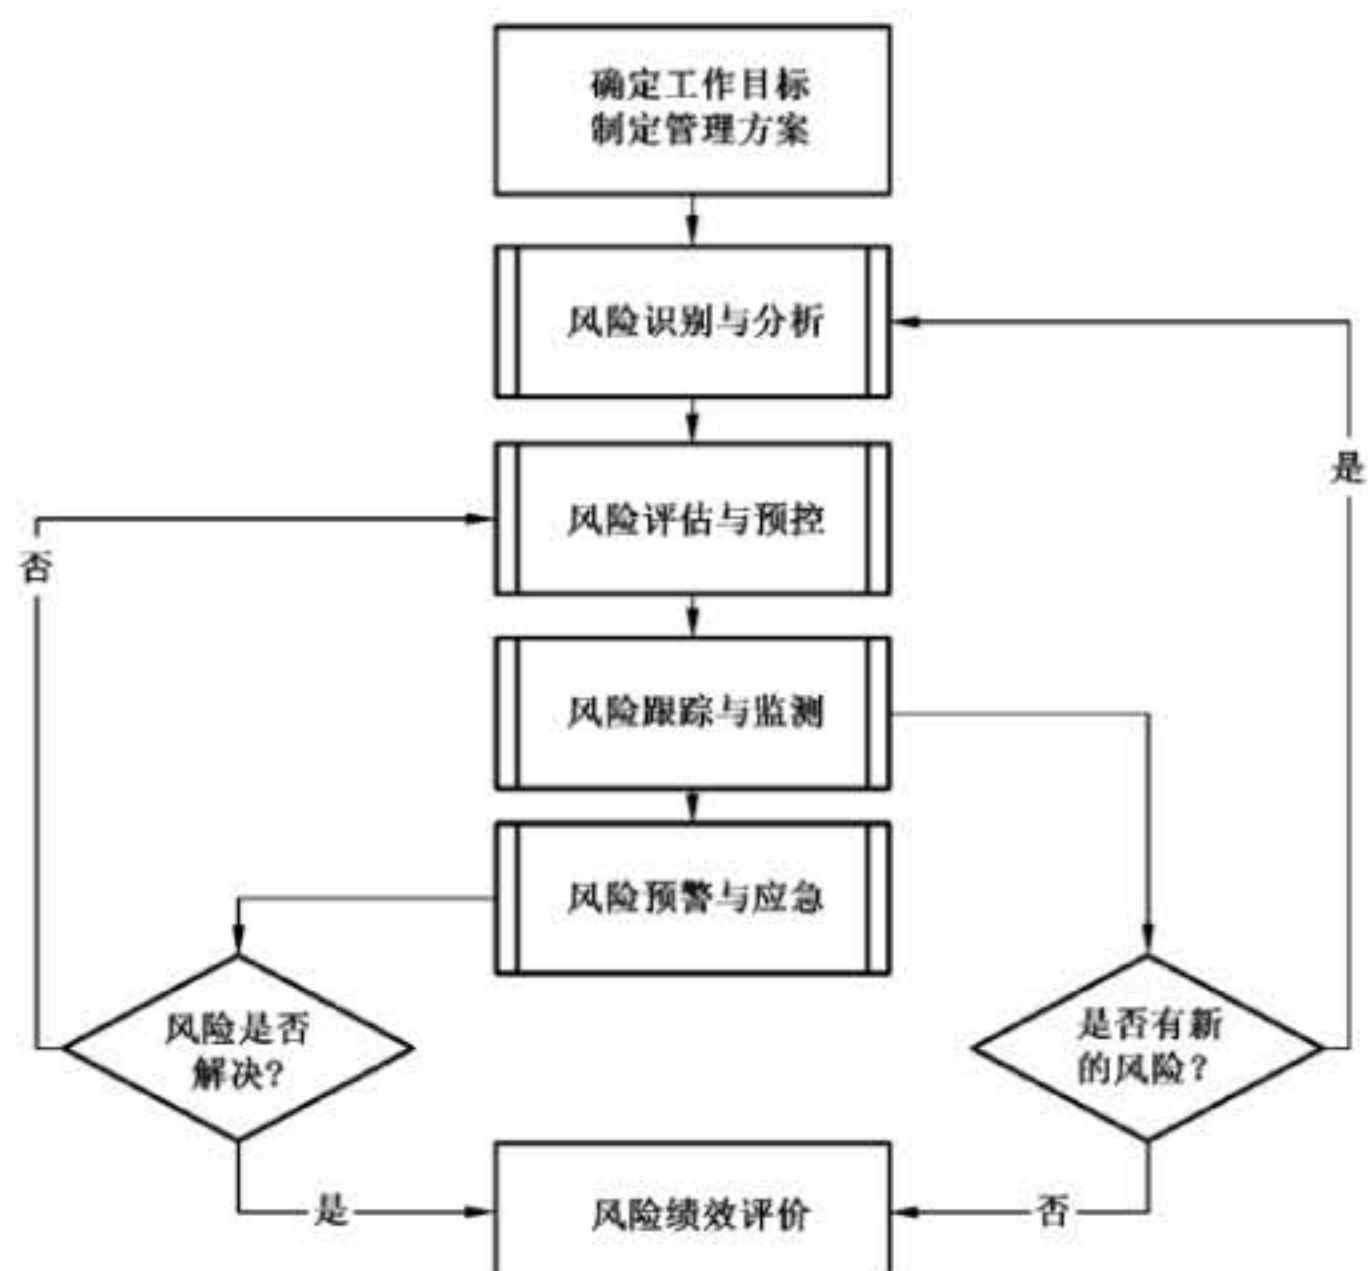 确定工作目标
制定管理方案
风险识别与分析
是
风险评估与预控
否
风险跟踪与监测
风险预警与应急
风险是否
解决?
是否有新
的风险?
是
风险绩效评价
否